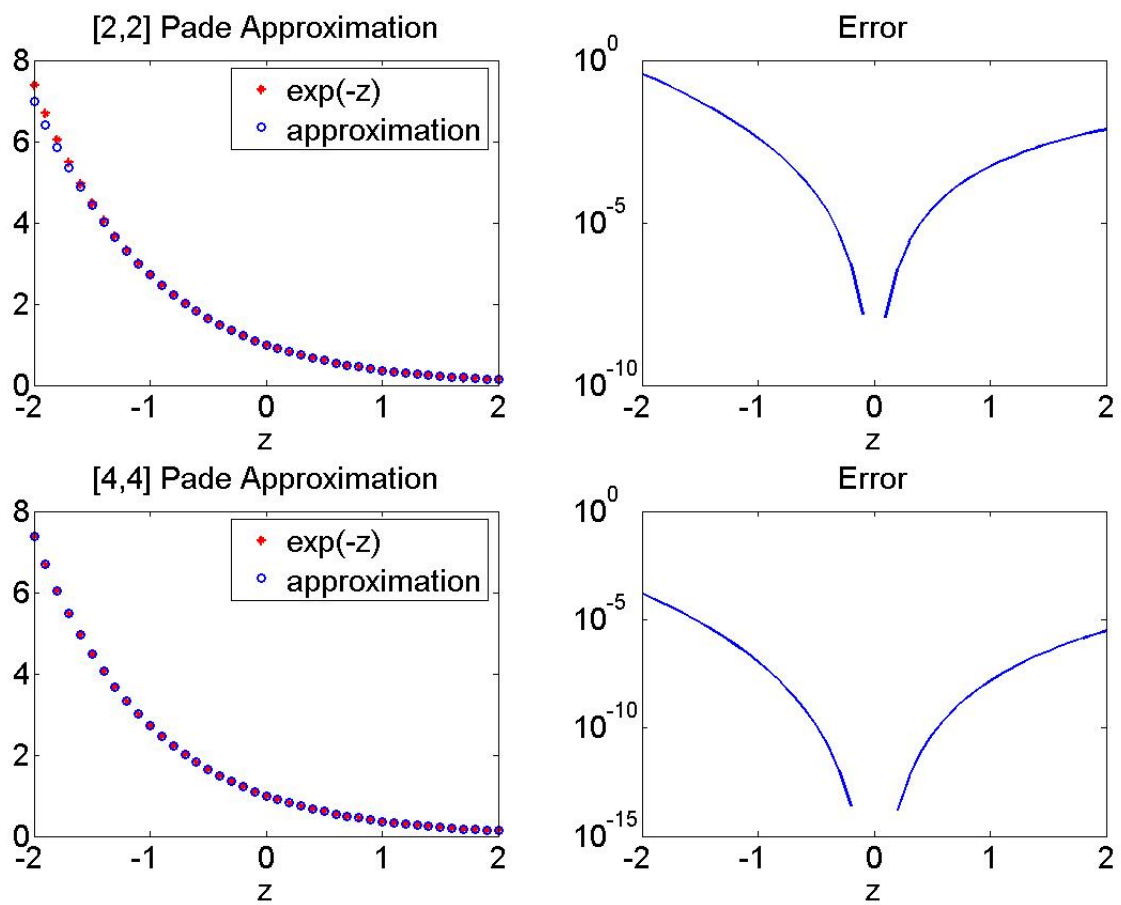 [2,2] Pade Approximation
8
6
4
2
0
-2 -1 0 1 2
z
exp(-z)
approximation
Error
10^0
10^-5
10^-10
-2 -1 0 1 2
z
[4,4] Pade Approximation
8
6
4
2
0
-2 -1 0 1 2
z
exp(-z)
approximation
Error
10^0
10^-5
10^-10
10^-15
-2 -1 0 1 2
z